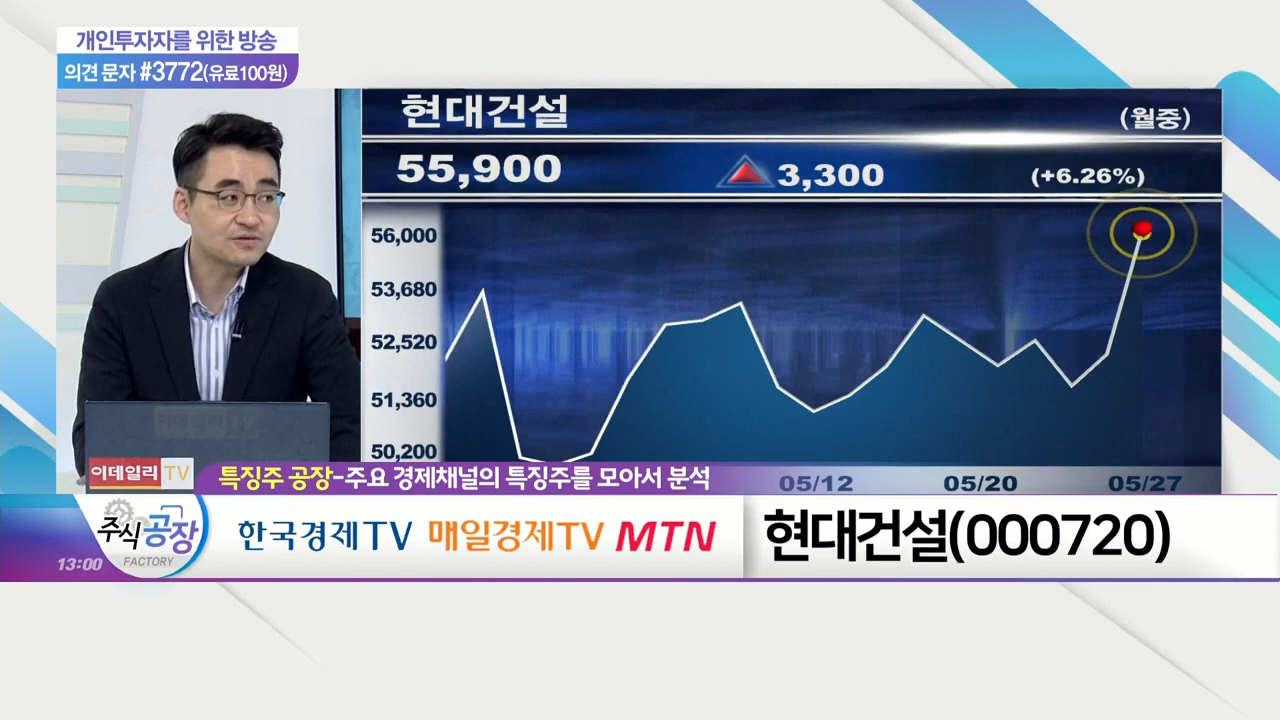 개인투자자를 위한 방송
의견 문자 #3772(유료100원)
현대건설
(월중)
55,900 3,300 (+6.26%)
56,000
53,680
52,520
51,360
50,200
05/12 05/20 05/27
이데일리 TV
특징주 공장-주요 경제채널의 특징주를 모아서 분석
주식공장
FACTORY
13:00
한국경제TV 매일경제TV MTN
현대건설(000720)